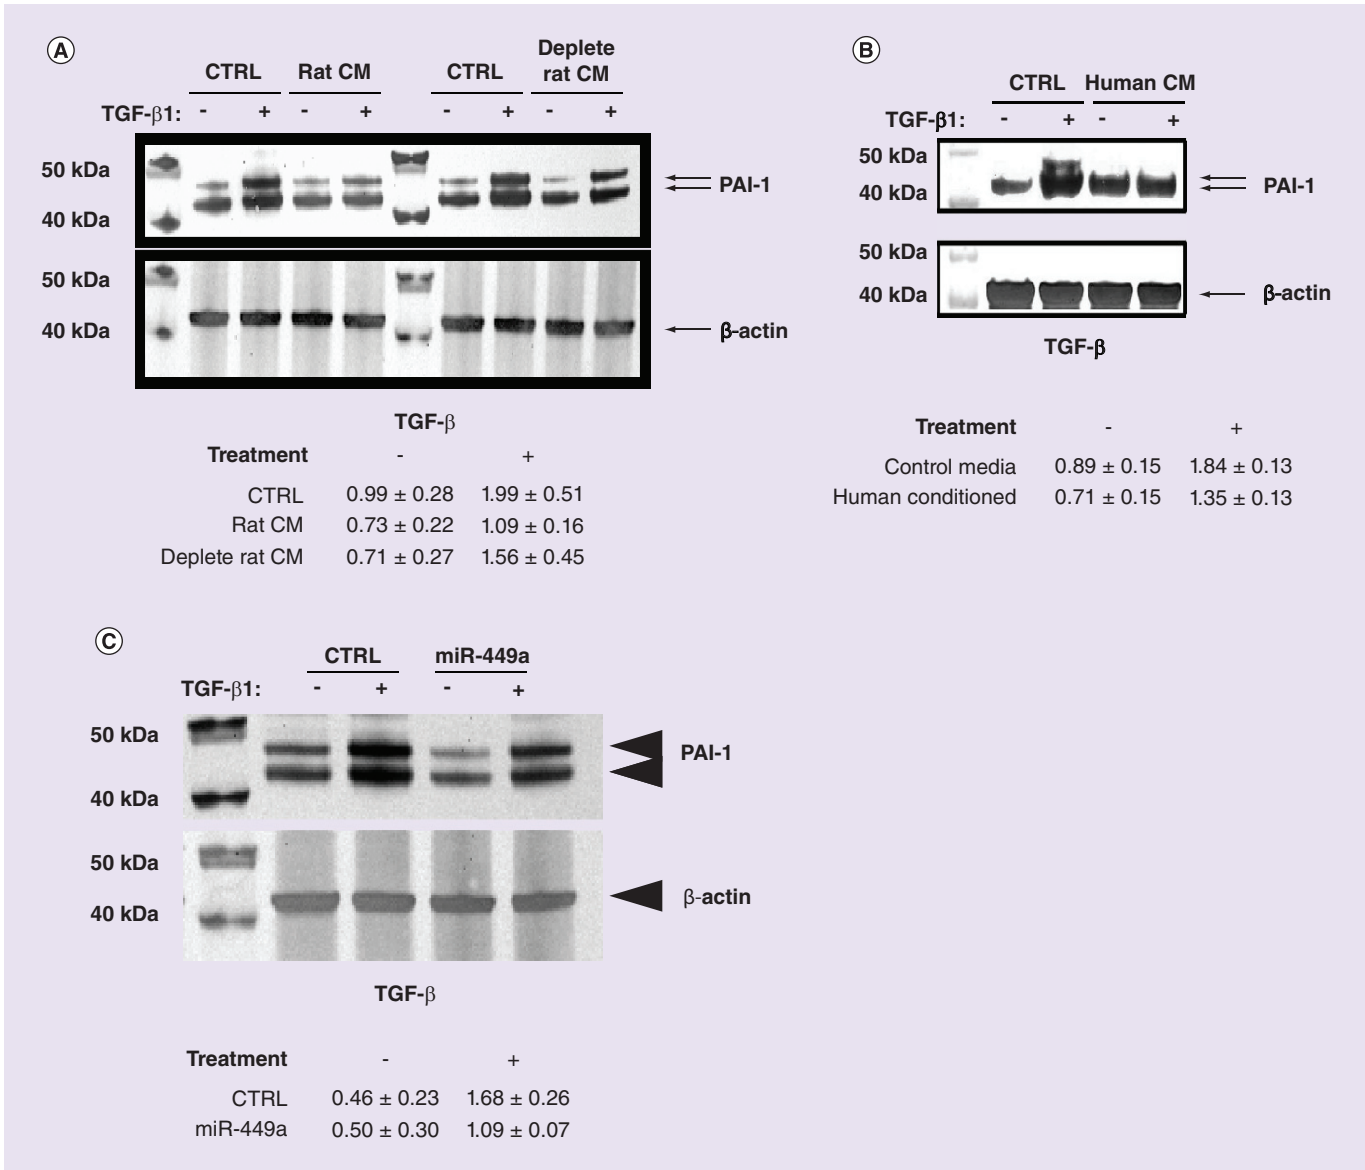 A
Deplete
CTRL Rat CM CTRL rat CM
TGF-β1: - + - + - + - +
50 kDa
PAI-1
40 kDa
50 kDa
40 kDa
β-actin
TGF-β
Treatment - +
CTRL 0.99 ± 0.28 1.99 ± 0.51
Rat CM 0.73 ± 0.22 1.09 ± 0.16
Deplete rat CM 0.71 ± 0.27 1.56 ± 0.45
B
CTRL Human CM
TGF-β1: - + - +
50 kDa
40 kDa PAI-1
50 kDa
40 kDa β-actin
TGF-β
Treatment - +
Control media 0.89 ± 0.15 1.84 ± 0.13
Human conditioned 0.71 ± 0.15 1.35 ± 0.13
C
CTRL miR-449a
TGF-β1: - + - +
50 kDa
PAI-1
40 kDa
50 kDa
β-actin
40 kDa
TGF-β
Treatment - +
CTRL 0.46 ± 0.23 1.68 ± 0.26
miR-449a 0.50 ± 0.30 1.09 ± 0.07